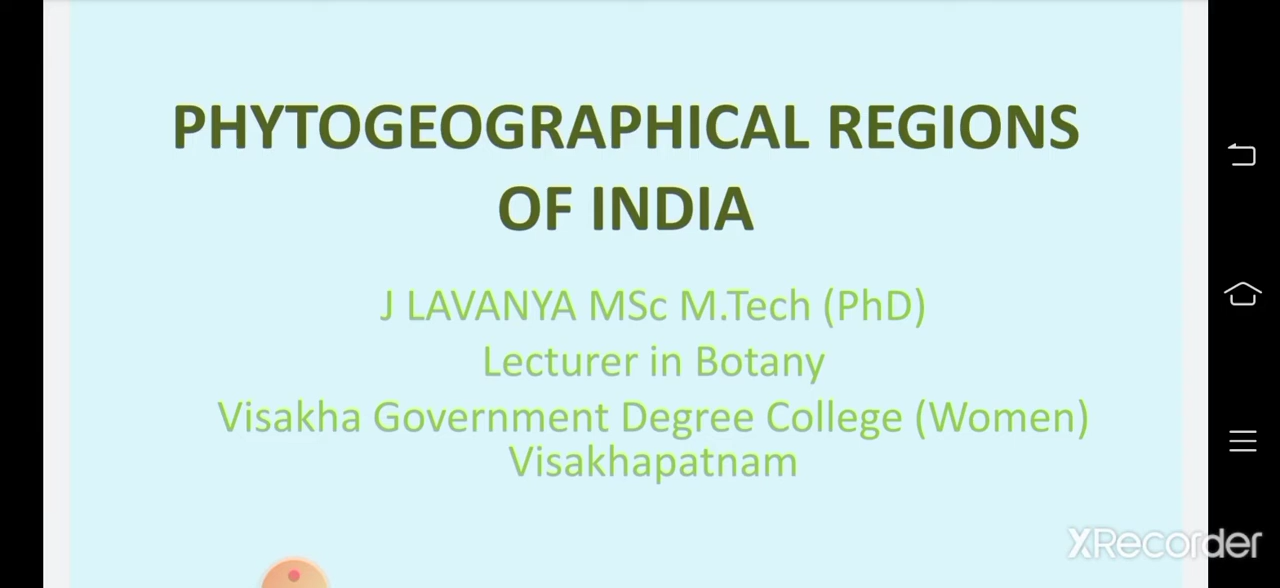 PHYTOGEOGRAPHICAL REGIONS
OF INDIA
J LAVANYA MSc M.Tech (PhD)
Lecturer in Botany
Visakha Government Degree College (Women)
Visakhapatnam
XRecorder